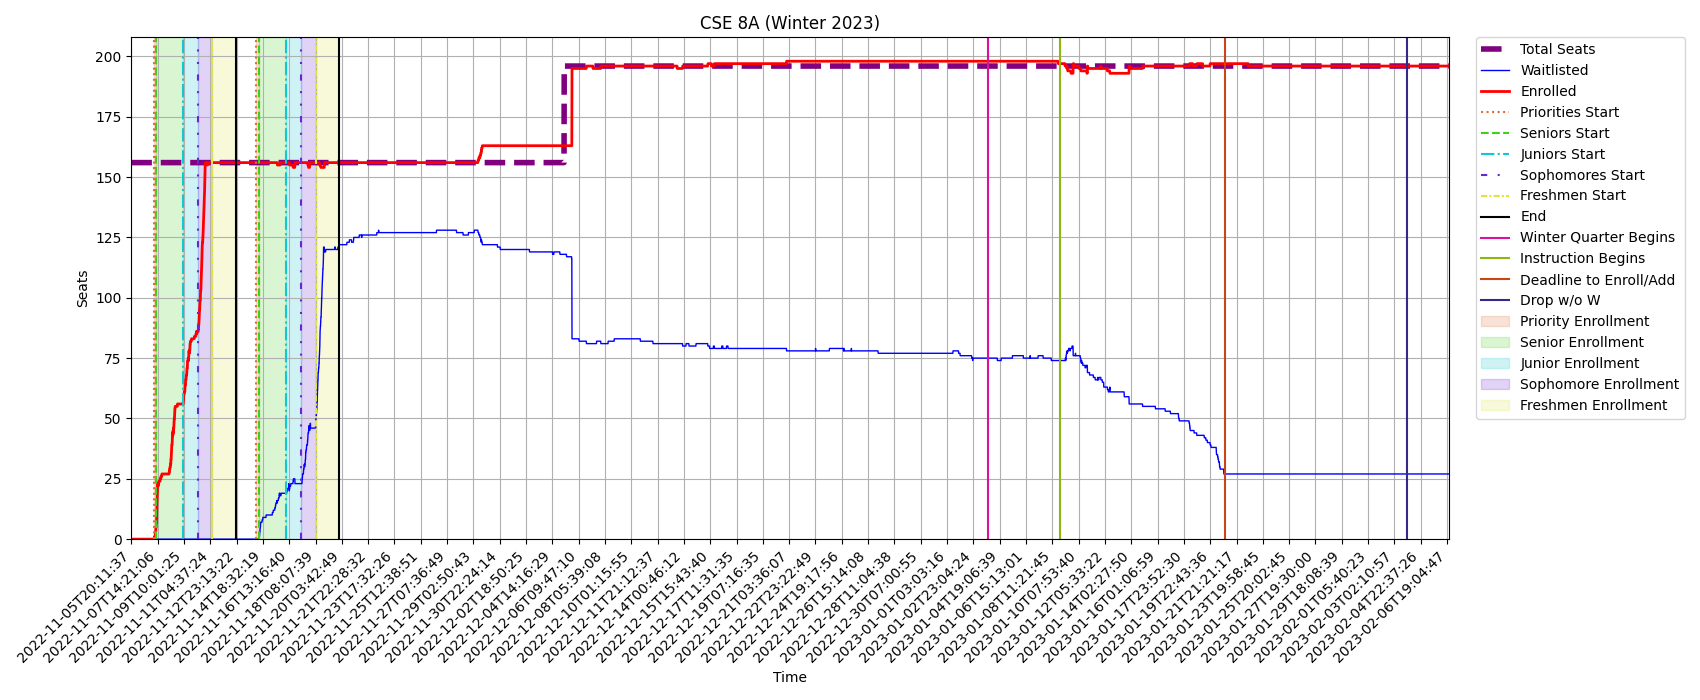 CSE 8A (Winter 2023)
Seats
200
175
150
125
100
75
50
25
0
2022-11-05T20:11:37
2022-11-07T14:21:06
2022-11-09T10:01:25
2022-11-11T04:37:24
2022-11-12T23:13:22
2022-11-14T18:32:19
2022-11-16T13:16:40
2022-11-18T08:07:39
2022-11-20T03:42:49
2022-11-21T22:28:32
2022-11-23T17:32:26
2022-11-25T12:38:51
2022-11-27T07:36:49
2022-11-29T02:50:43
2022-11-30T22:24:14
2022-12-02T18:50:25
2022-12-04T14:16:29
2022-12-06T09:47:10
2022-12-08T05:39:08
2022-12-10T01:15:55
2022-12-11T21:12:37
2022-12-14T00:46:12
2022-12-15T15:43:40
2022-12-17T11:31:35
2022-12-19T07:16:35
2022-12-21T03:36:07
2022-12-22T23:22:49
2022-12-24T19:17:56
2022-12-26T15:14:08
2022-12-28T11:04:38
2022-12-30T07:00:55
2023-01-01T03:03:16
2023-01-02T23:04:24
2023-01-04T19:06:39
2023-01-06T15:13:01
2023-01-08T11:21:45
2023-01-10T07:53:40
2023-01-12T05:33:22
2023-01-14T02:27:50
2023-01-16T01:06:59
2023-01-17T23:52:30
2023-01-19T22:43:36
2023-01-21T21:21:17
2023-01-23T19:58:45
2023-01-25T20:02:45
2023-01-27T19:30:00
2023-01-29T18:08:39
2023-02-01T05:40:23
2023-02-03T02:10:57
2023-02-04T22:37:26
2023-02-06T19:04:47
Time
Total Seats
Waitlisted
Enrolled
Priorities Start
Seniors Start
Juniors Start
Sophomores Start
Freshmen Start
End
Winter Quarter Begins
Instruction Begins
Deadline to Enroll/Add
Drop w/o W
Priority Enrollment
Senior Enrollment
Junior Enrollment
Sophomore Enrollment
Freshmen Enrollment